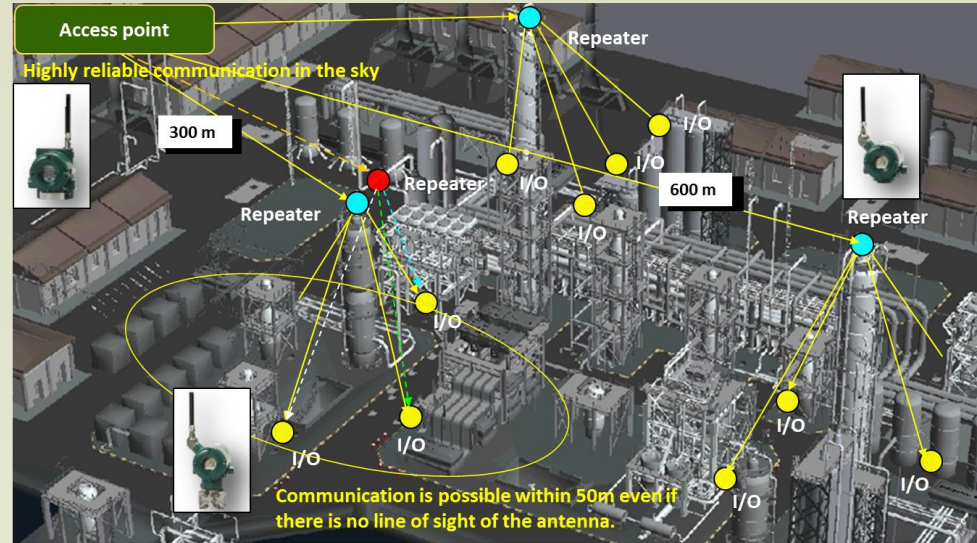 Access point
Repeater
Highly reliable communication in the sky
300 m
I/O
I/O
Repeater
600 m
Repeater
I/O
Repeater
I/O
I/O
I/O
I/O
I/O
Communication is possible within 50m even if
there is no line of sight of the antenna.